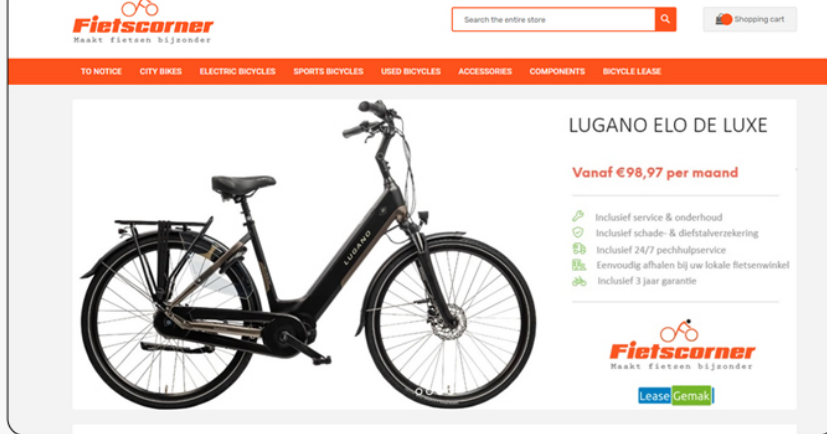 Fietscorner
Maakt fietsen bijzonder
Search the entire store
Shopping cart
TO NOTICE CITY BIKES ELECTRIC BICYCLES SPORTS BICYCLES USED BICYCLES ACCESSORIES COMPONENTS BICYCLE LEASE
LUGANO ELO DE LUXE
Vanaf €98,97 per maand
Inclusief service & onderhoud
Inclusief schade- & diefstalverzekering
Inclusief 24/7 pechhulpservice
Eenvoudig afhalen bij uw lokale fietsenwinkel
Inclusief 3 jaar garantie
LUGANO
Fietscorner
Maakt fietsen bijzonder
Lease Gemak